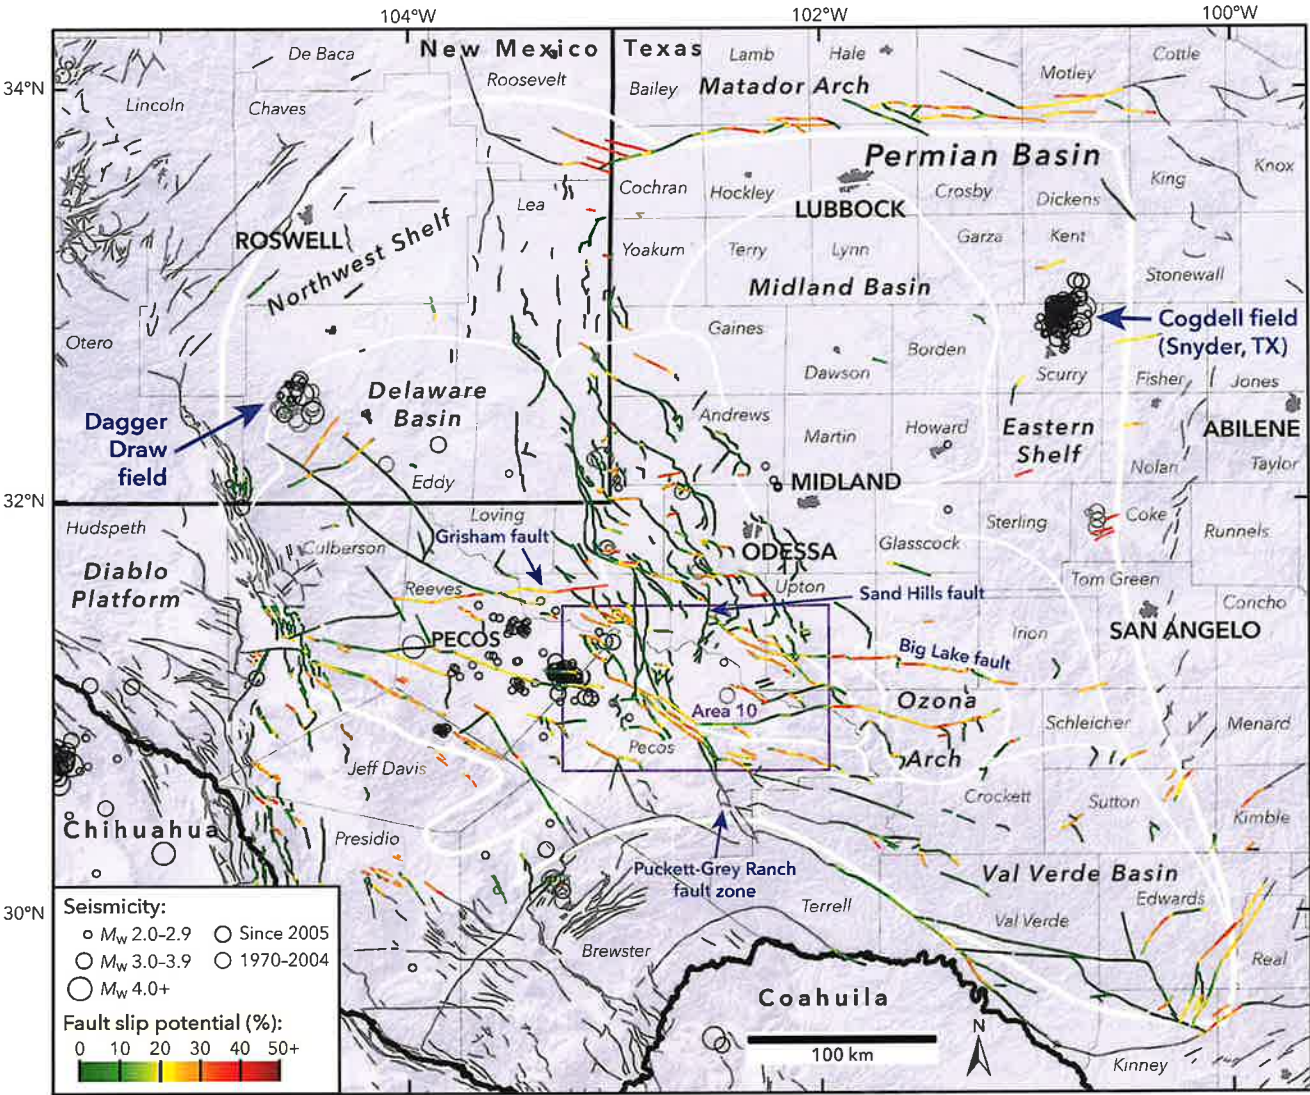 104°W
102°W
100°W
34°N
32°N
30°N
De Baca
New Mexico
Texas
Lamb
Hale
Cottle
Roosevelt
Bailey
Matador Arch
Motley
Lincoln
Chaves
Permian Basin
Cochran
Hockley
Crosby
Dickens
King
Knox
Lea
LUBBOCK
ROSWELL
Northwest Shelf
Yoakum
Terry
Lynn
Garza
Kent
Stonewall
Midland Basin
Otero
Gaines
Cogdell field
(Snyder, TX)
Borden
Dawson
Scurry
Fisher
Jones
Delaware
Basin
Dagger
Draw
field
Andrews
Martin
Howard
Eastern
Shelf
ABILENE
Nolan
Taylor
Eddy
MIDLAND
Hudspeth
Loving
Grisham fault
Culberson
Sterling
Coke
Runnels
ODESSA
Glasscock
Diablo
Platform
Reeves
Upton
Sand Hills fault
Tom Green
Concho
PECOS
Irion
SAN ANGELO
Big Lake fault
Area 10
Ozona
Arch
Schleicher
Menard
Pecos
Jeff Davis
Crockett
Sutton
Kimble
Chihuahua
Presidio
Puckett-Grey Ranch
fault zone
Val Verde Basin
Terrell
Val Verde
Edwards
Brewster
Real
Coahuila
N
100 km
Kinney
Seismicity:
Mw 2.0-2.9
Since 2005
Mw 3.0-3.9
1970-2004
Mw 4.0+
Fault slip potential (%):
0 10 20 30 40 50+